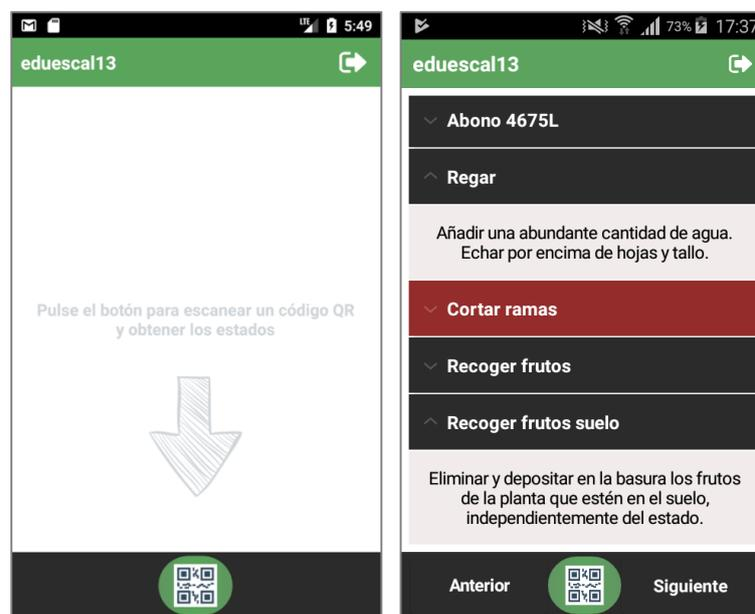 LTE
5:49
eduescal13
Pulse el botón para escanear un código QR
y obtener los estados
73%
17:37
eduescal13
Abono 4675L
Regar
Añadir una abundante cantidad de agua.
Echar por encima de hojas y tallo.
Cortar ramas
Recoger frutos
Recoger frutos suelo
Eliminar y depositar en la basura los frutos
de la planta que estén en el suelo,
independientemente del estado.
Anterior
Siguiente